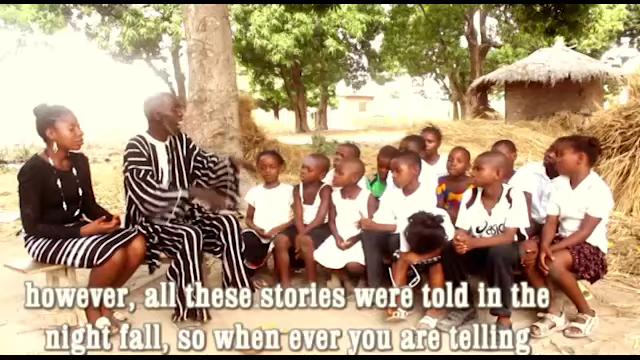 however, all these stories were told in the
night fall, so when ever you are telling